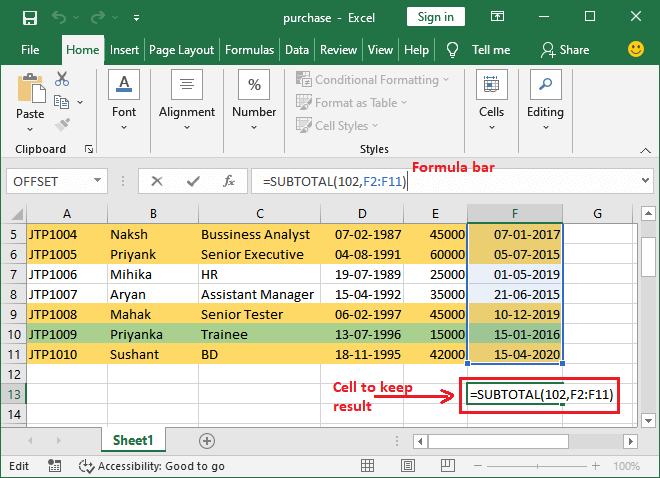 purchase - Excel
Sign in
File Home Insert Page Layout Formulas Data Review View Help Tell me Share
Paste
Font
Alignment
Number
%
Conditional Formatting
Format as Table
Cell Styles
Cells
Editing
Clipboard
Styles
Formula bar
OFFSET
fx
=SUBTOTAL(102,F2:F11)
A B C D E F G
5 JTP1004 Naksh Bussiness Analyst 07-02-1987 45000 07-01-2017
6 JTP1005 Priyank Senior Executive 04-08-1991 60000 05-07-2015
7 JTP1006 Mihika HR 19-07-1989 25000 01-05-2019
8 JTP1007 Aryan Assistant Manager 15-04-1992 35000 21-06-2015
9 JTP1008 Mahak Senior Tester 06-02-1997 45000 10-12-2019
10 JTP1009 Priyanka Trainee 13-07-1996 15000 15-01-2016
11 JTP1010 Sushant BD 18-11-1995 42000 15-04-2020
12
13
14
Cell to keep
result
=SUBTOTAL(102,F2:F11)
Sheet1
Edit
Accessibility: Good to go
100%